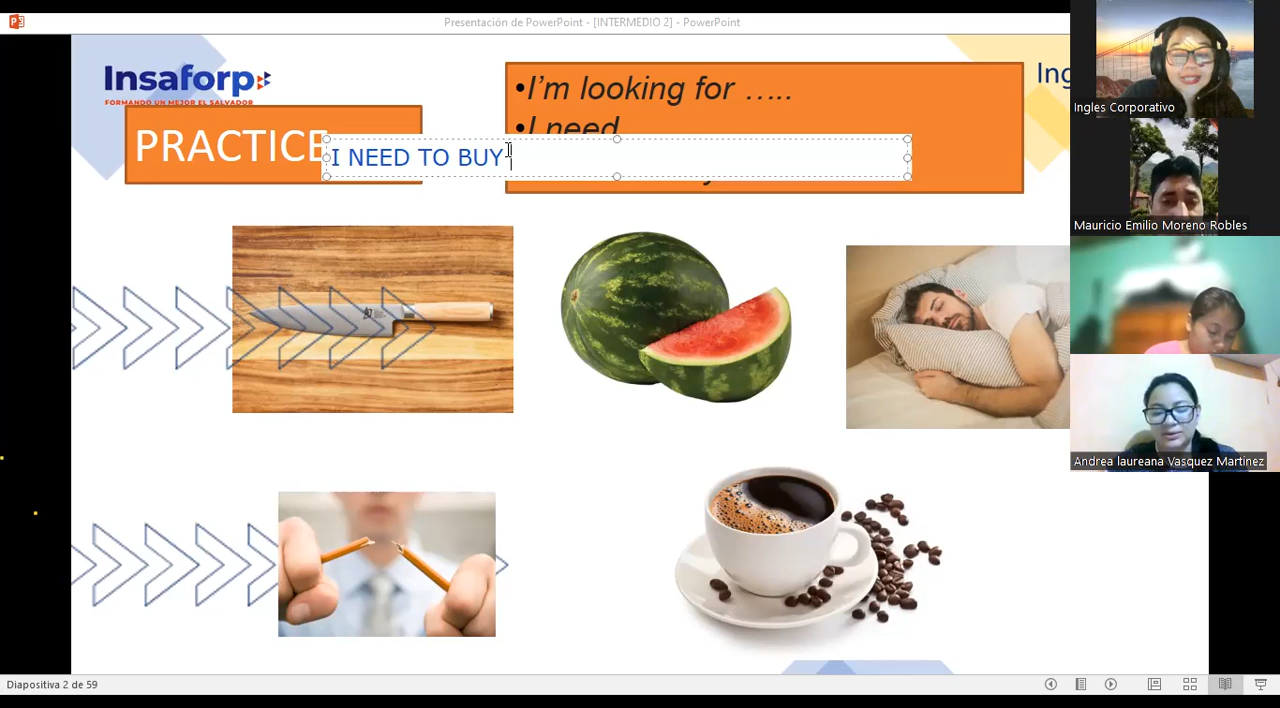 Presentación de PowerPoint - [INTERMEDIO 2] - PowerPoint
Insaforp
FORMANDO UN MEJOR EL SALVADOR
Ing
•I'm looking for …..
•I need
PRACTICE
I NEED TO BUY
Ingles Corporativo
Mauricio Emilio Moreno Robles
Andrea laureana Vasquez Martinez
Diapositiva 2 de 59